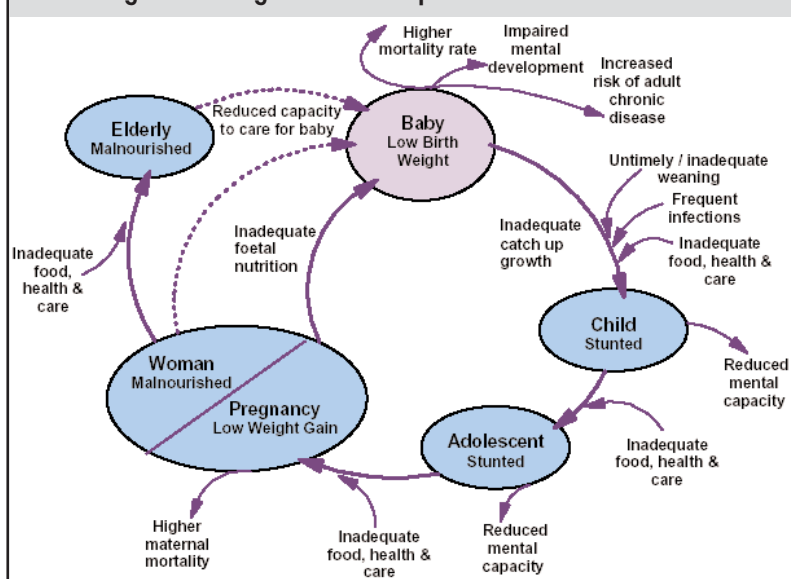 Higher
mortality rate
Impaired
mental
development
Increased
risk of adult
chronic
disease
Elderly
Malnourished
Reduced capacity
to care for baby
Baby
Low Birth
Weight
Untimely / inadequate
weaning
Frequent
infections
Inadequate
food, health &
care
Inadequate
catch up
growth
Inadequate
foetal
nutrition
Inadequate
food,
health &
care
Child
Stunted
Reduced
mental
capacity
Woman
Malnourished
Pregnancy
Low Weight Gain
Adolescent
Stunted
Inadequate
food, health &
care
Higher
maternal
mortality
Inadequate
food, health &
care
Reduced
mental
capacity